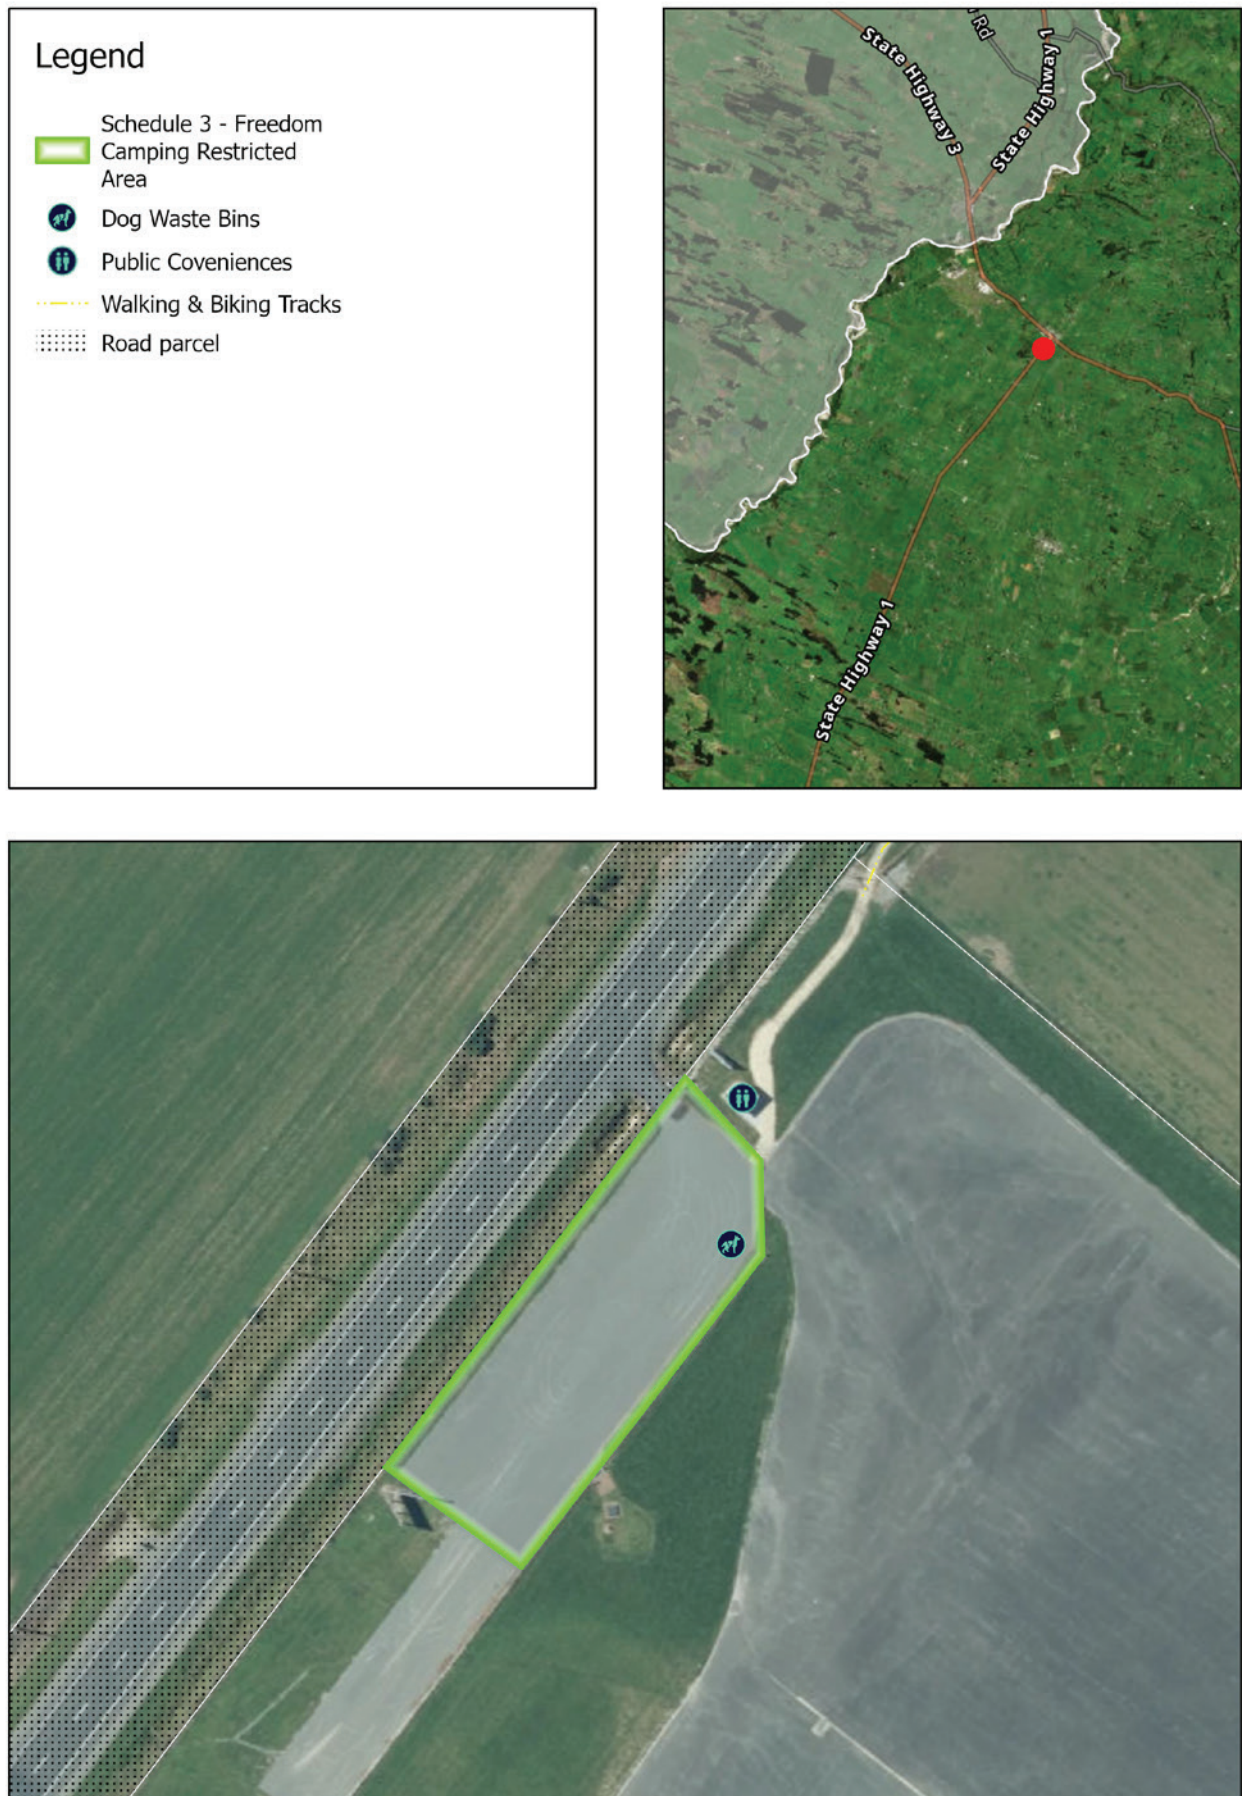 Legend
Schedule 3 - Freedom
Camping Restricted
Area
Dog Waste Bins
Public Coveniences
Walking & Biking Tracks
Road parcel
State Highway 3
Rd
State Highway 1
State Highway 1